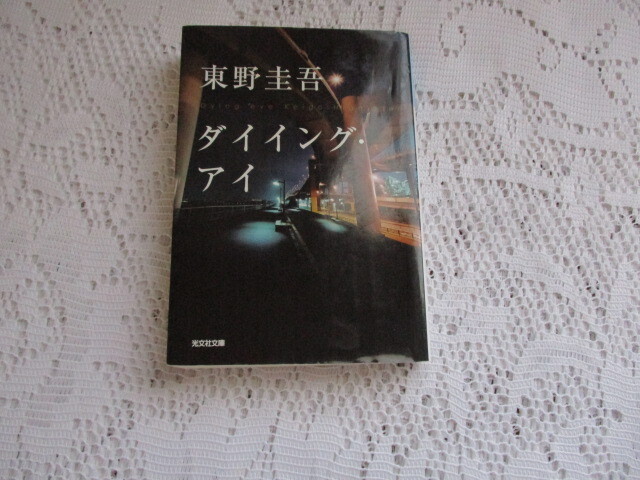 東野圭吾
ダイイング・
アイ
光文社文庫